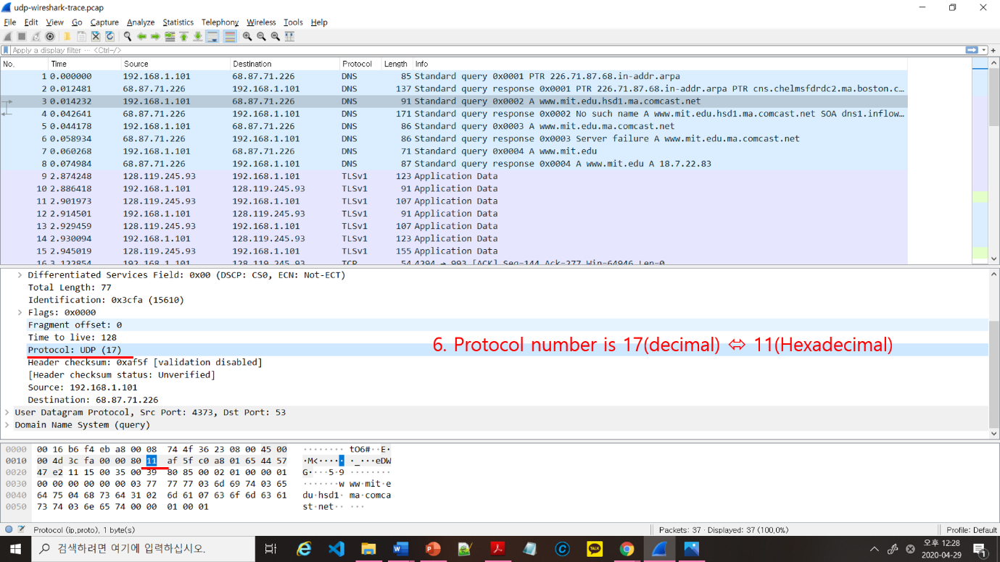 udp-wireshark-trace.pcap
File Edit View Go Capture Analyze Statistics Telephony Wireless Tools Help
Apply a display filter ··· <Ctrl-/>
No. Time Source Destination Protocol Length Info
1 0.000000 192.168.1.101 68.87.71.226 DNS 85 Standard query 0x0001 PTR 226.71.87.68.in-addr.arpa
2 0.012481 68.87.71.226 192.168.1.101 DNS 137 Standard query response 0x0001 PTR 226.71.87.68.in-addr.arpa PTR cns.chelmsfdrdc2.ma.boston.c…
3 0.014232 192.168.1.101 68.87.71.226 DNS 91 Standard query 0x0002 A www.mit.edu.hsd1.ma.comcast.net
4 0.042641 68.87.71.226 192.168.1.101 DNS 171 Standard query response 0x0002 No such name A www.mit.edu.hsd1.ma.comcast.net SOA dns1.inflow…
5 0.044178 192.168.1.101 68.87.71.226 DNS 86 Standard query 0x0003 A www.mit.edu.ma.comcast.net
6 0.058934 68.87.71.226 192.168.1.101 DNS 86 Standard query response 0x0003 Server failure A www.mit.edu.ma.comcast.net
7 0.060268 192.168.1.101 68.87.71.226 DNS 71 Standard query 0x0004 A www.mit.edu
8 0.074984 68.87.71.226 192.168.1.101 DNS 87 Standard query response 0x0004 A www.mit.edu A 18.7.22.83
9 2.874248 128.119.245.93 192.168.1.101 TLSv1 123 Application Data
10 2.886418 192.168.1.101 128.119.245.93 TLSv1 91 Application Data
11 2.901973 128.119.245.93 192.168.1.101 TLSv1 107 Application Data
12 2.914501 192.168.1.101 128.119.245.93 TLSv1 91 Application Data
13 2.929459 128.119.245.93 192.168.1.101 TLSv1 107 Application Data
14 2.930094 192.168.1.101 128.119.245.93 TLSv1 123 Application Data
15 2.945019 128.119.245.93 192.168.1.101 TLSv1 155 Application Data
16 3.122854 192.168.1.101 128.119.245.93 TCP 54 4294 → 993 [ACK] Seq=144 Ack=277 Win=64946 Len=0
Differentiated Services Field: 0x00 (DSCP: CS0, ECN: Not-ECT)
Total Length: 77
Identification: 0x3cfa (15610)
Flags: 0x0000
Fragment offset: 0
Time to live: 128
Protocol: UDP (17)
6. Protocol number is 17(decimal) ⇔ 11(Hexadecimal)
Header checksum: 0xaf5f [validation disabled]
[Header checksum status: Unverified]
Source: 192.168.1.101
Destination: 68.87.71.226
User Datagram Protocol, Src Port: 4373, Dst Port: 53
Domain Name System (query)
0000 00 16 b6 f4 eb a8 00 08 74 4f 36 23 08 00 45 00 ········ tO6#··E·
0010 00 4d 3c fa 00 00 80 11 af 5f c0 a8 01 65 44 57 ·M<····· ·_···eDW
0020 47 e2 11 15 00 35 00 39 80 85 00 02 01 00 00 01 G····5·9 ········
0030 00 00 00 00 00 00 03 77 77 77 03 6d 69 74 03 65 ·······w ww·mit·e
0040 64 75 04 68 73 64 31 02 6d 61 07 63 6f 6d 63 61 du·hsd1· ma·comca
0050 73 74 03 6e 65 74 00 00 01 00 01 st·net·· ···
Protocol (ip.proto), 1 byte(s) Packets: 37 · Displayed: 37 (100,0%) Profile: Default
검색하려면 여기에 입력하십시오.
TALK
오후 12:28
2020-04-29
1